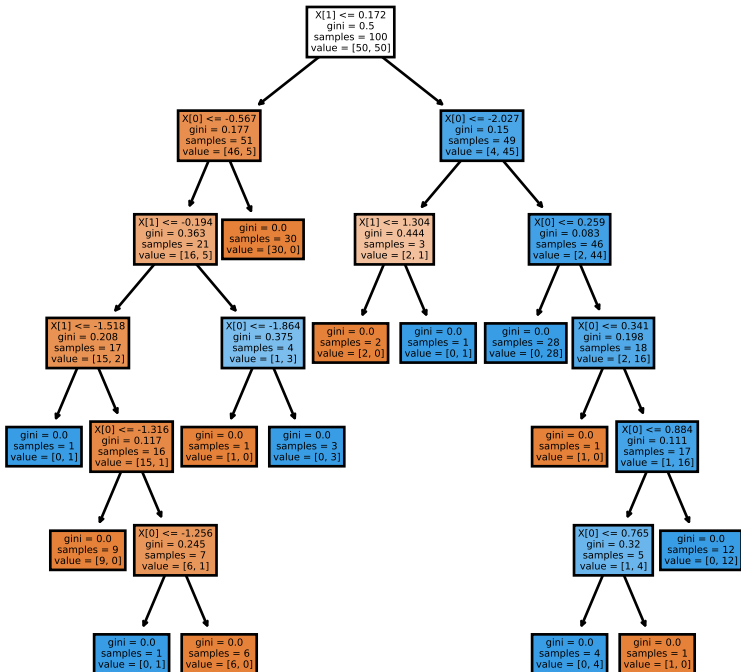 X[1] <= 0.172
gini = 0.5
samples = 100
value = [50, 50]
X[0] <= -0.567
gini = 0.177
samples = 51
value = [46, 5]
X[0] <= -2.027
gini = 0.15
samples = 49
value = [4, 45]
X[1] <= -0.194
gini = 0.363
samples = 21
value = [16, 5]
gini = 0.0
samples = 30
value = [30, 0]
X[1] <= 1.304
gini = 0.444
samples = 3
value = [2, 1]
X[0] <= 0.259
gini = 0.083
samples = 46
value = [2, 44]
X[1] <= -1.518
gini = 0.208
samples = 17
value = [15, 2]
X[0] <= -1.864
gini = 0.375
samples = 4
value = [1, 3]
gini = 0.0
samples = 2
value = [2, 0]
gini = 0.0
samples = 1
value = [0, 1]
gini = 0.0
samples = 28
value = [0, 28]
X[0] <= 0.341
gini = 0.198
samples = 18
value = [2, 16]
gini = 0.0
samples = 1
value = [0, 1]
X[0] <= -1.316
gini = 0.117
samples = 16
value = [15, 1]
gini = 0.0
samples = 1
value = [1, 0]
gini = 0.0
samples = 3
value = [0, 3]
gini = 0.0
samples = 1
value = [1, 0]
X[0] <= 0.884
gini = 0.111
samples = 17
value = [1, 16]
gini = 0.0
samples = 9
value = [9, 0]
X[0] <= -1.256
gini = 0.245
samples = 7
value = [6, 1]
X[0] <= 0.765
gini = 0.32
samples = 5
value = [1, 4]
gini = 0.0
samples = 12
value = [0, 12]
gini = 0.0
samples = 1
value = [0, 1]
gini = 0.0
samples = 6
value = [6, 0]
gini = 0.0
samples = 4
value = [0, 4]
gini = 0.0
samples = 1
value = [1, 0]